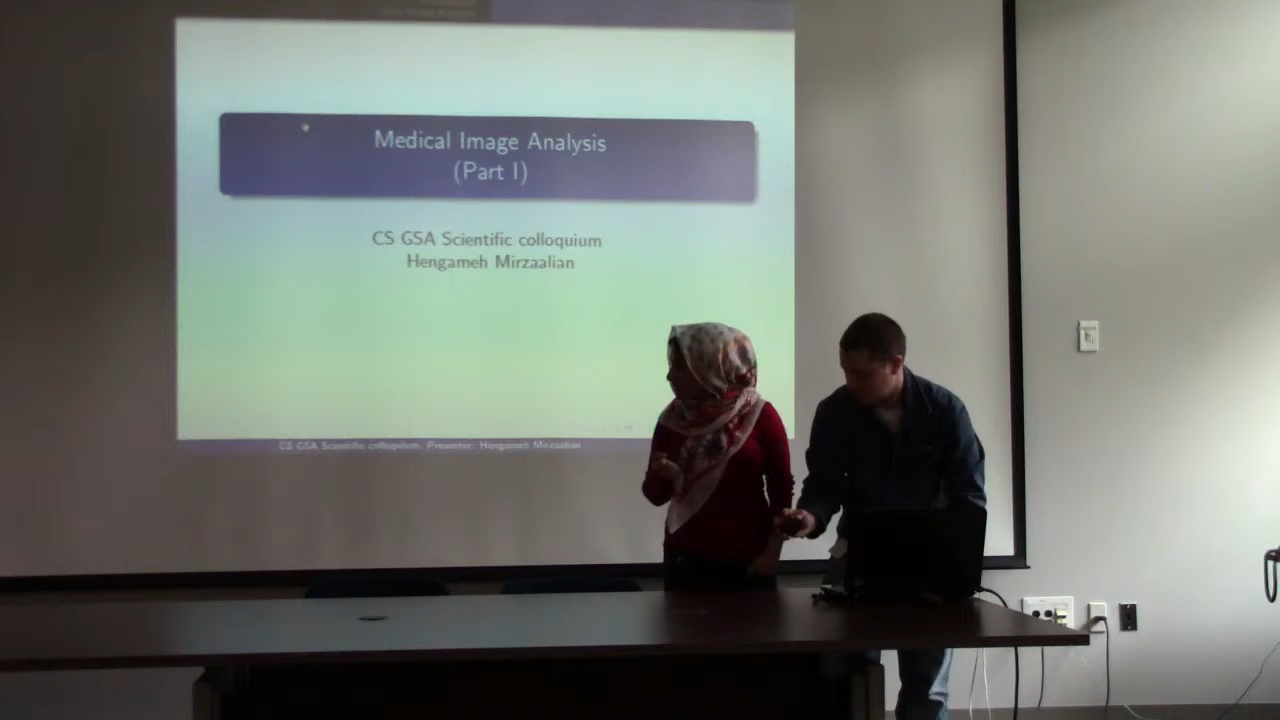 Medical Image Analysis
(Part I)
CS GSA Scientific colloquium
Hengameh Mirzaalian
CS GSA Scientific colloquium, Presenter: Hengameh Mirzaalian